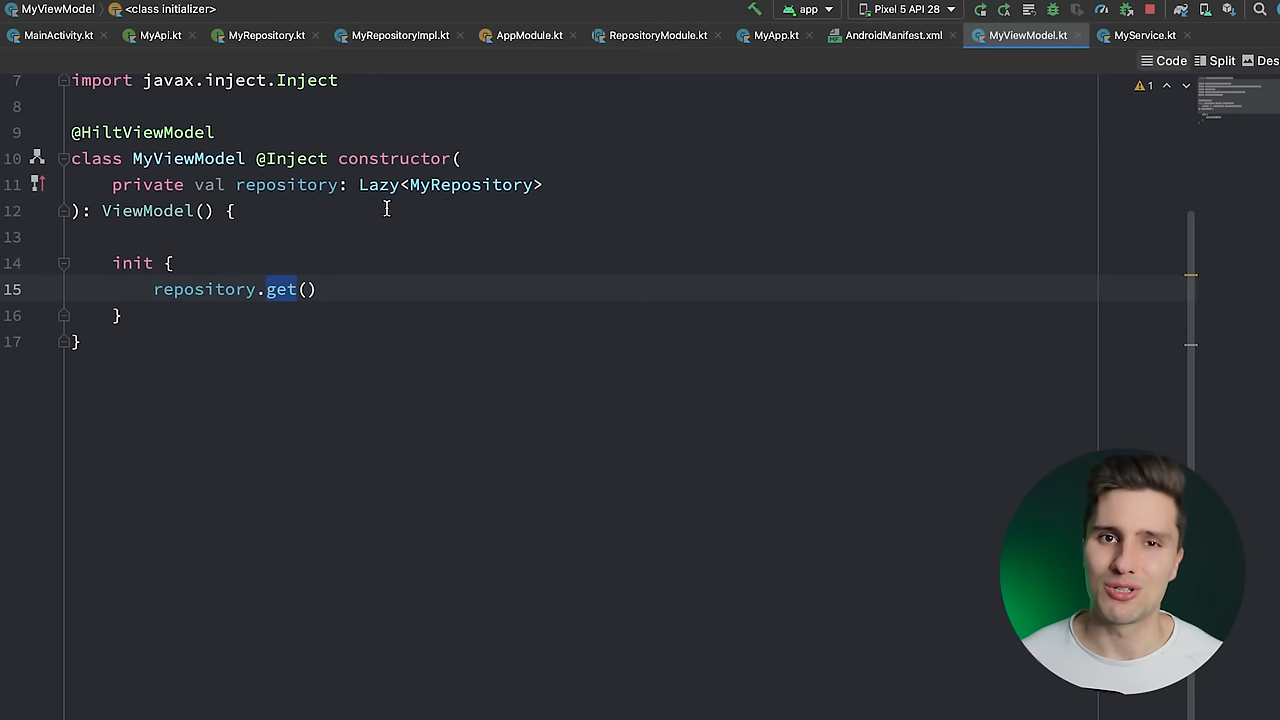 MyViewModel 〉 <class initializer>
app Pixel 5 API 28
MainActivity.kt MyApi.kt MyRepository.kt MyRepositoryImpl.kt AppModule.kt RepositoryModule.kt MyApp.kt AndroidManifest.xml MyViewModel.kt MyService.kt
Code Split Des
7 import javax.inject.Inject
1
8
9 @HiltViewModel
10 class MyViewModel @Inject constructor(
11 private val repository: Lazy<MyRepository>
12 ): ViewModel() {
13
14 init {
15 repository.get()
16 }
17 }